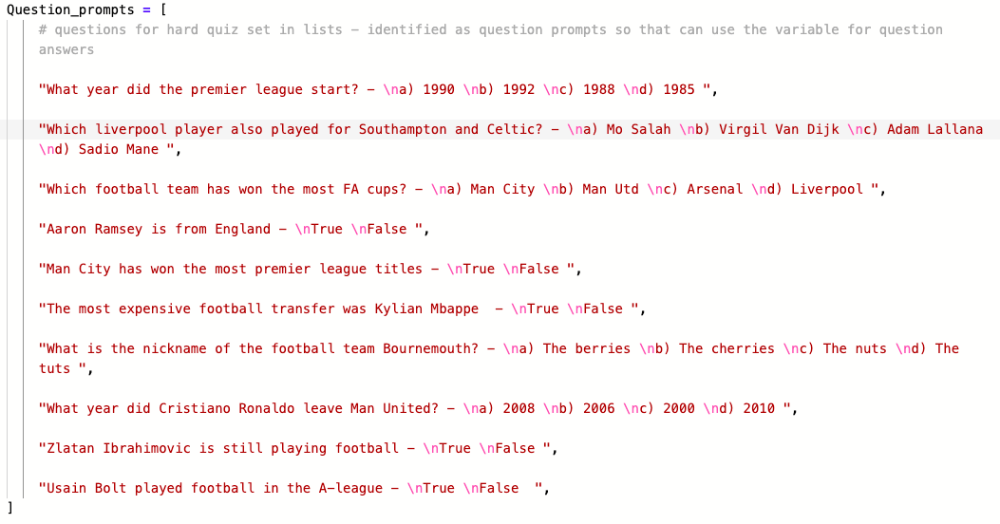 Question_prompts = [
# questions for hard quiz set in lists – identified as question prompts so that can use the variable for question
answers
"What year did the premier league start? – \na) 1990 \nb) 1992 \nc) 1988 \nd) 1985 ",
"Which liverpool player also played for Southampton and Celtic? – \na) Mo Salah \nb) Virgil Van Dijk \nc) Adam Lallana
\nd) Sadio Mane ",
"Which football team has won the most FA cups? – \na) Man City \nb) Man Utd \nc) Arsenal \nd) Liverpool ",
"Aaron Ramsey is from England – \nTrue \nFalse ",
"Man City has won the most premier league titles – \nTrue \nFalse ",
"The most expensive football transfer was Kylian Mbappe  – \nTrue \nFalse ",
"What is the nickname of the football team Bournemouth? – \na) The berries \nb) The cherries \nc) The nuts \nd) The
tuts ",
"What year did Cristiano Ronaldo leave Man United? – \na) 2008 \nb) 2006 \nc) 2000 \nd) 2010 ",
"Zlatan Ibrahimovic is still playing football – \nTrue \nFalse ",
"Usain Bolt played football in the A-league – \nTrue \nFalse  ",
]